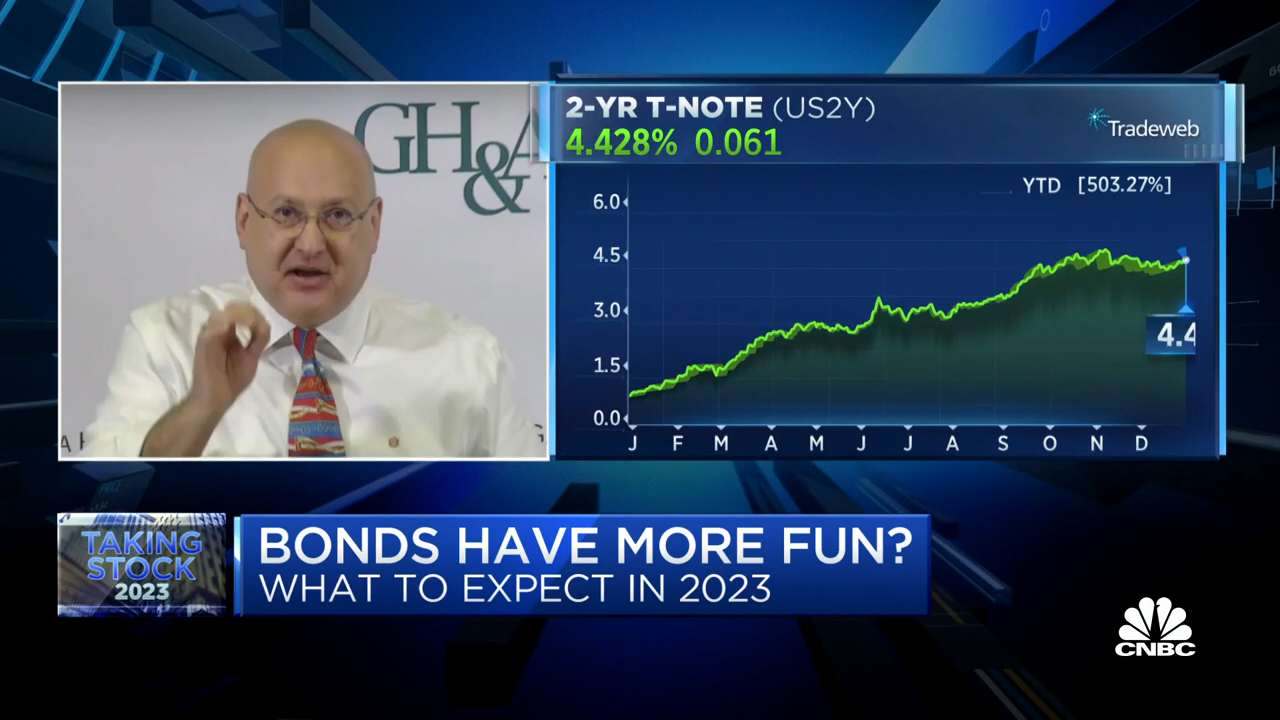 GH&A
2-YR T-NOTE (US2Y)
4.428% 0.061
Tradeweb
YTD [503.27%]
6.0
4.5
3.0
1.5
0.0
4.4
J F M A M J J A S O N D
TAKING
STOCK
2023
BONDS HAVE MORE FUN?
WHAT TO EXPECT IN 2023
CNBC